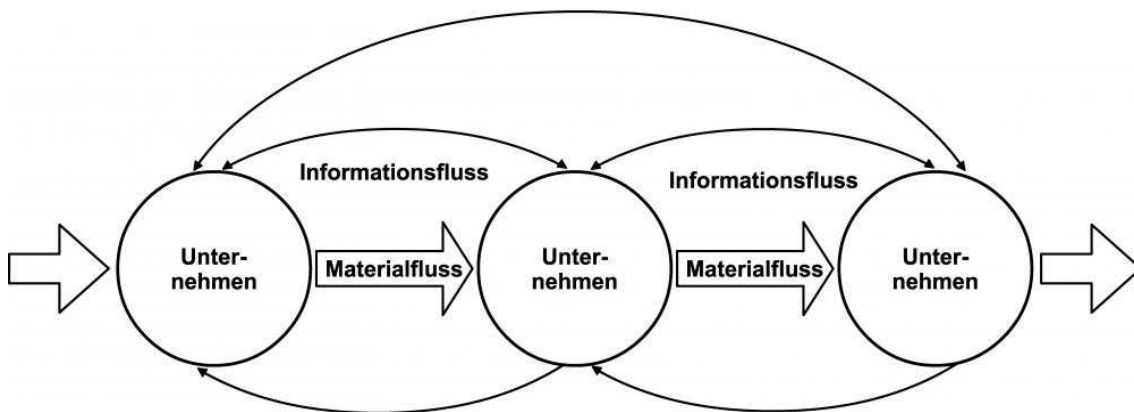 Informationsfluss
Informationsfluss
Unter-
nehmen
Materialfluss
Unter-
nehmen
Materialfluss
Unter-
nehmen